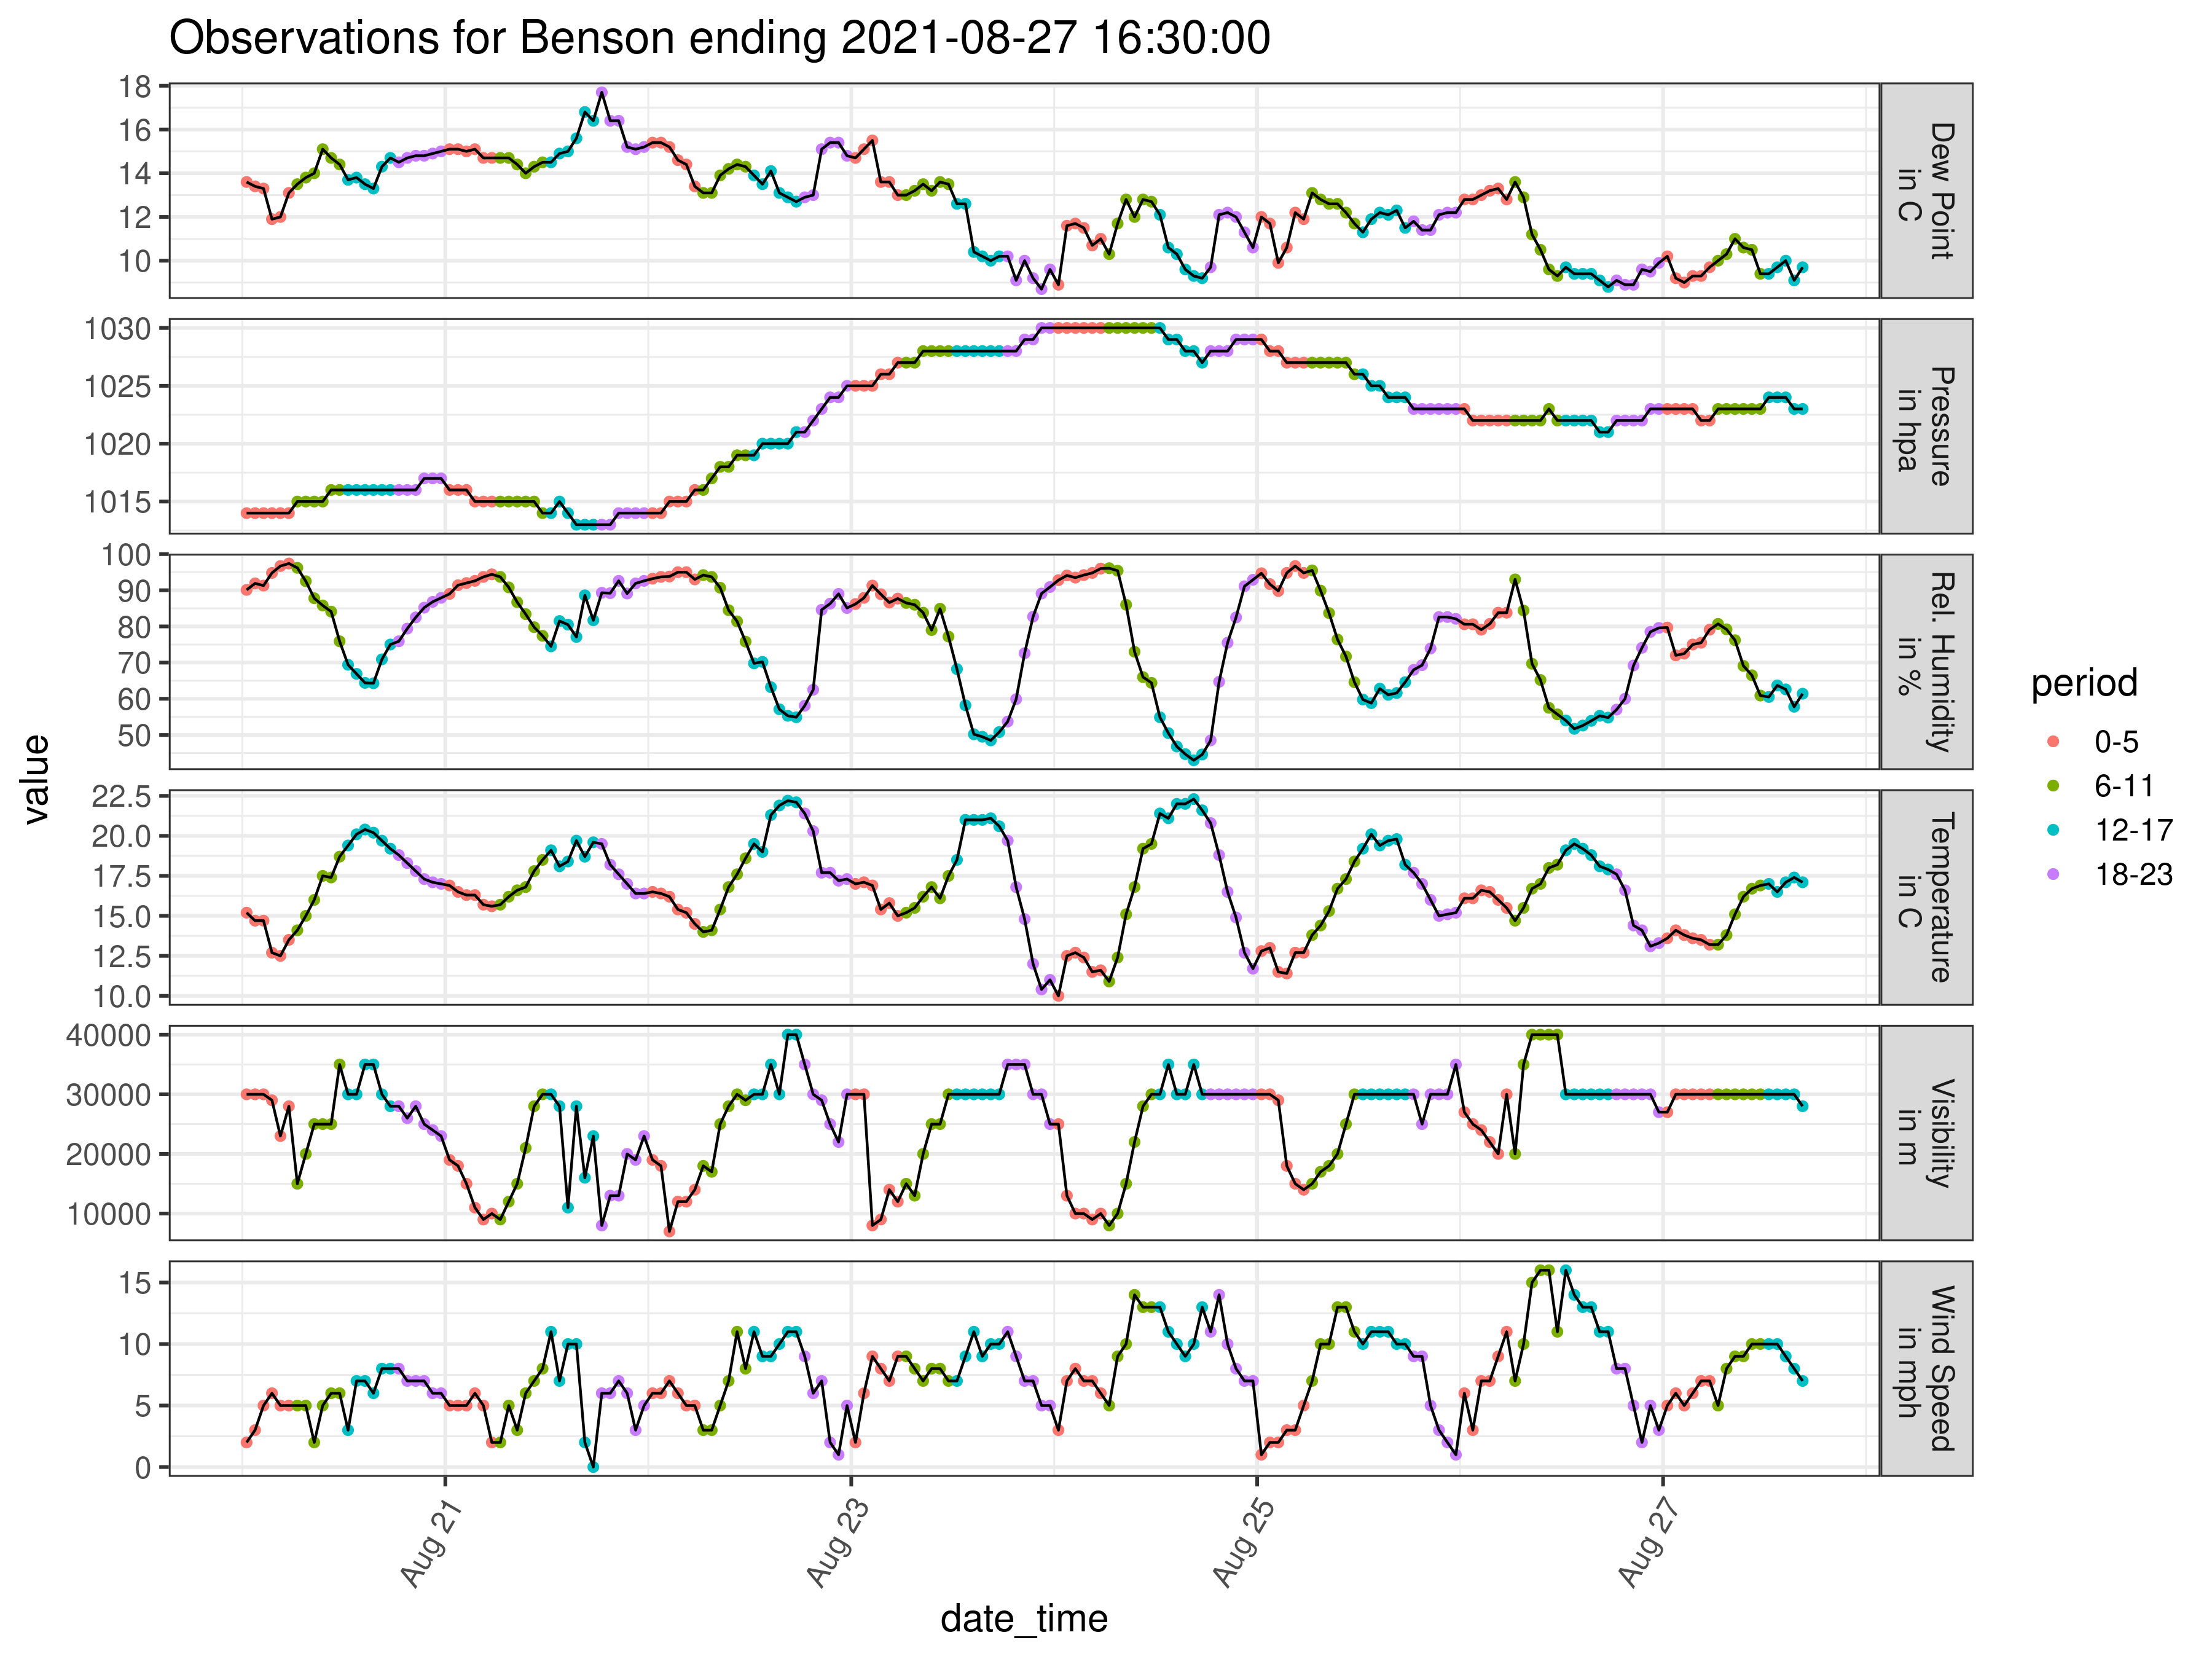 Observations for Benson ending 2021-08-27 16:30:00
value
18
16
14
12
10
Dew Point
in C
1030
1025
1020
1015
Pressure
in hpa
100
90
80
70
60
50
Rel. Humidity
in %
22.5
20.0
17.5
15.0
12.5
10.0
Temperature
in C
40000
30000
20000
10000
Visibility
in m
15
10
5
0
Wind Speed
in mph
Aug 21
Aug 23
Aug 25
Aug 27
date_time
period
0-5
6-11
12-17
18-23